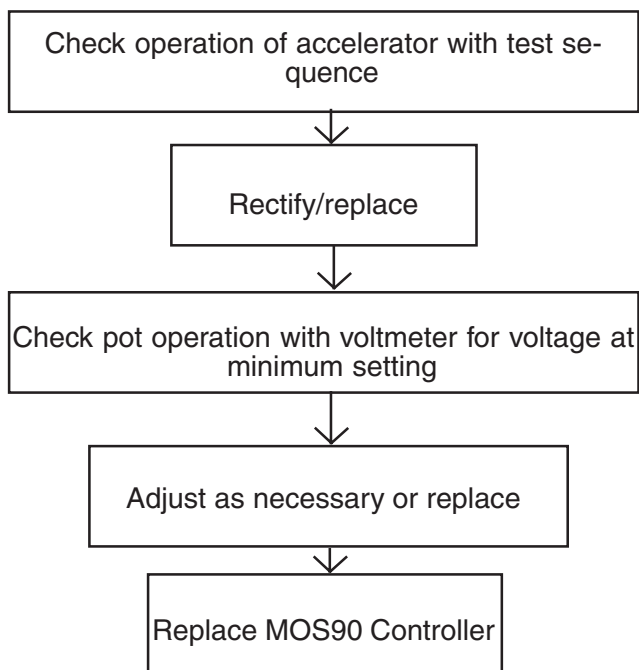 Check operation of accelerator with test se-
quence
Rectify/replace
Check pot operation with voltmeter for voltage at
minimum setting
Adjust as necessary or replace
Replace MOS90 Controller